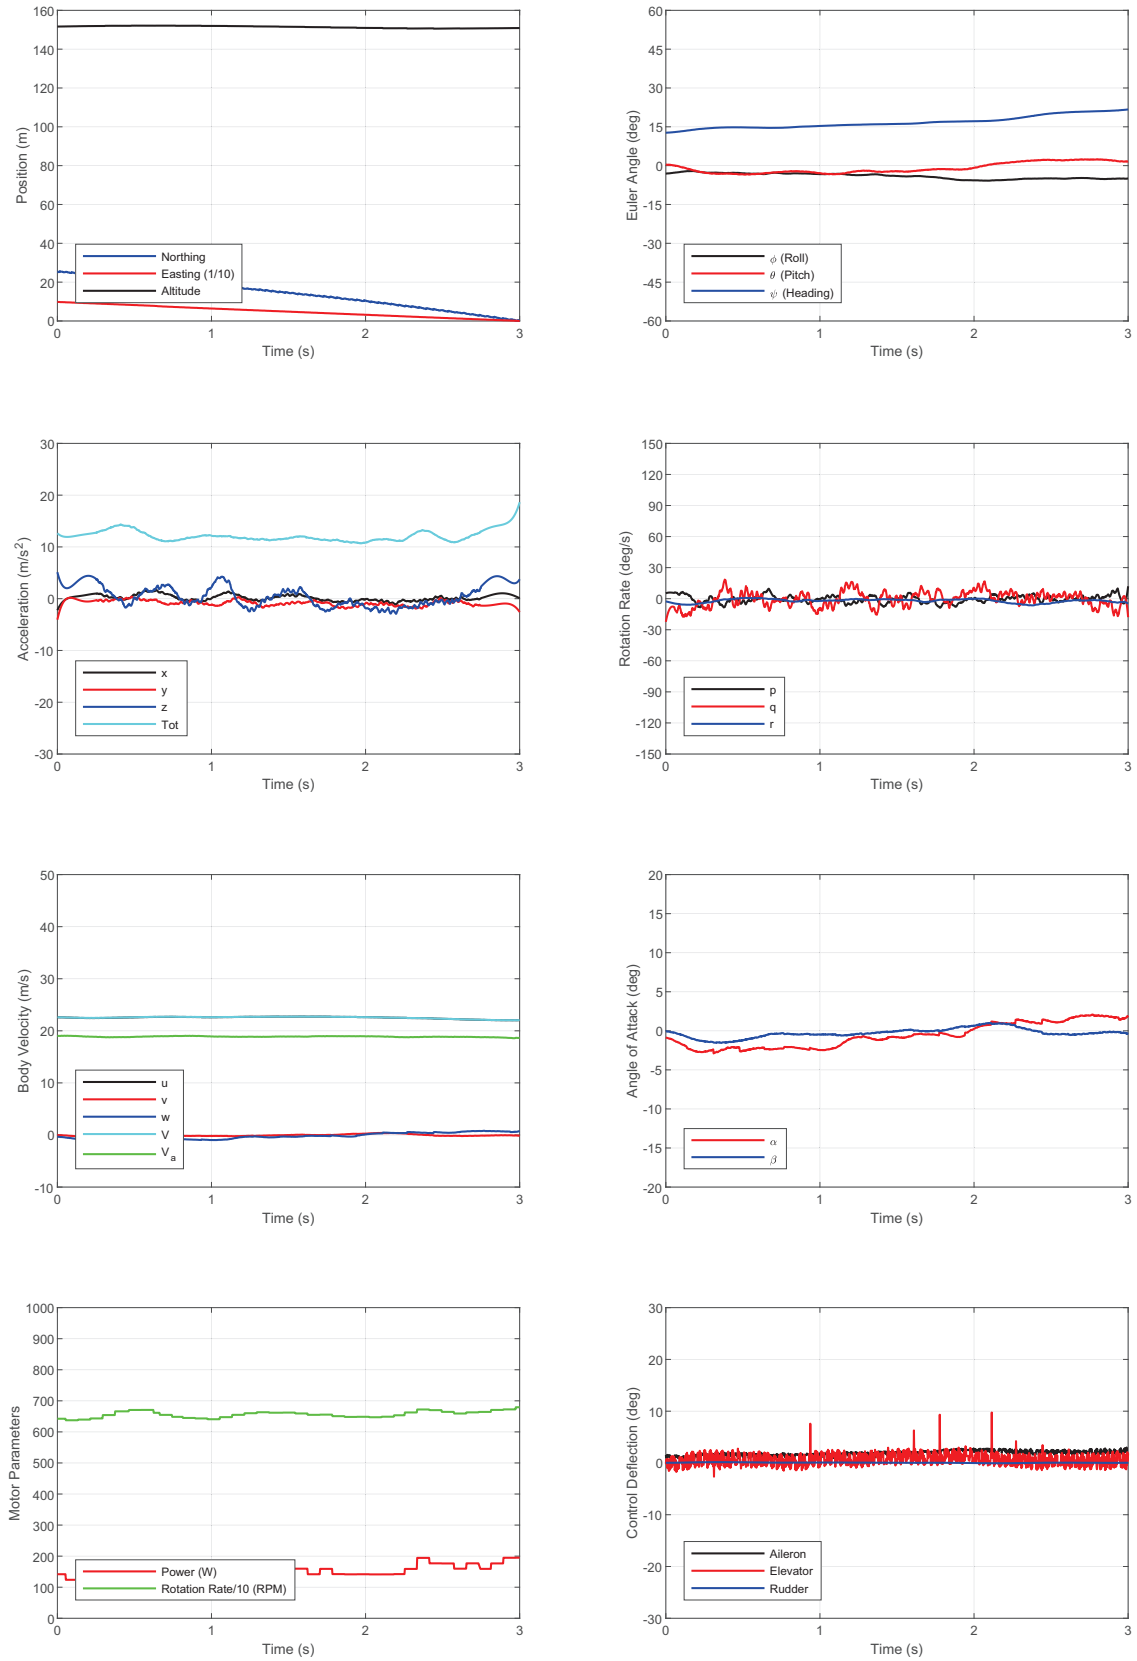 160
140
120
100
80
60
40
20
0
Position (m)
Northing
Easting (1/10)
Altitude
0 1 2 3
Time (s)
60
45
30
15
0
-15
-30
-45
-60
Euler Angle (deg)
ϕ (Roll)
θ (Pitch)
ψ (Heading)
0 1 2 3
Time (s)
30
20
10
0
-10
-20
-30
Acceleration (m/s²)
x
y
z
Tot
0 1 2 3
Time (s)
150
120
90
60
30
0
-30
-60
-90
-120
-150
Rotation Rate (deg/s)
p
q
r
0 1 2 3
Time (s)
50
40
30
20
10
0
-10
Body Velocity (m/s)
u
v
w
V
V_a
0 1 2 3
Time (s)
20
15
10
5
0
-5
-10
-15
-20
Angle of Attack (deg)
α
β
0 1 2 3
Time (s)
1000
900
800
700
600
500
400
300
200
100
0
Motor Parameters
Power (W)
Rotation Rate/10 (RPM)
0 1 2 3
Time (s)
30
20
10
0
-10
-20
-30
Control Deflection (deg)
Aileron
Elevator
Rudder
0 1 2 3
Time (s)